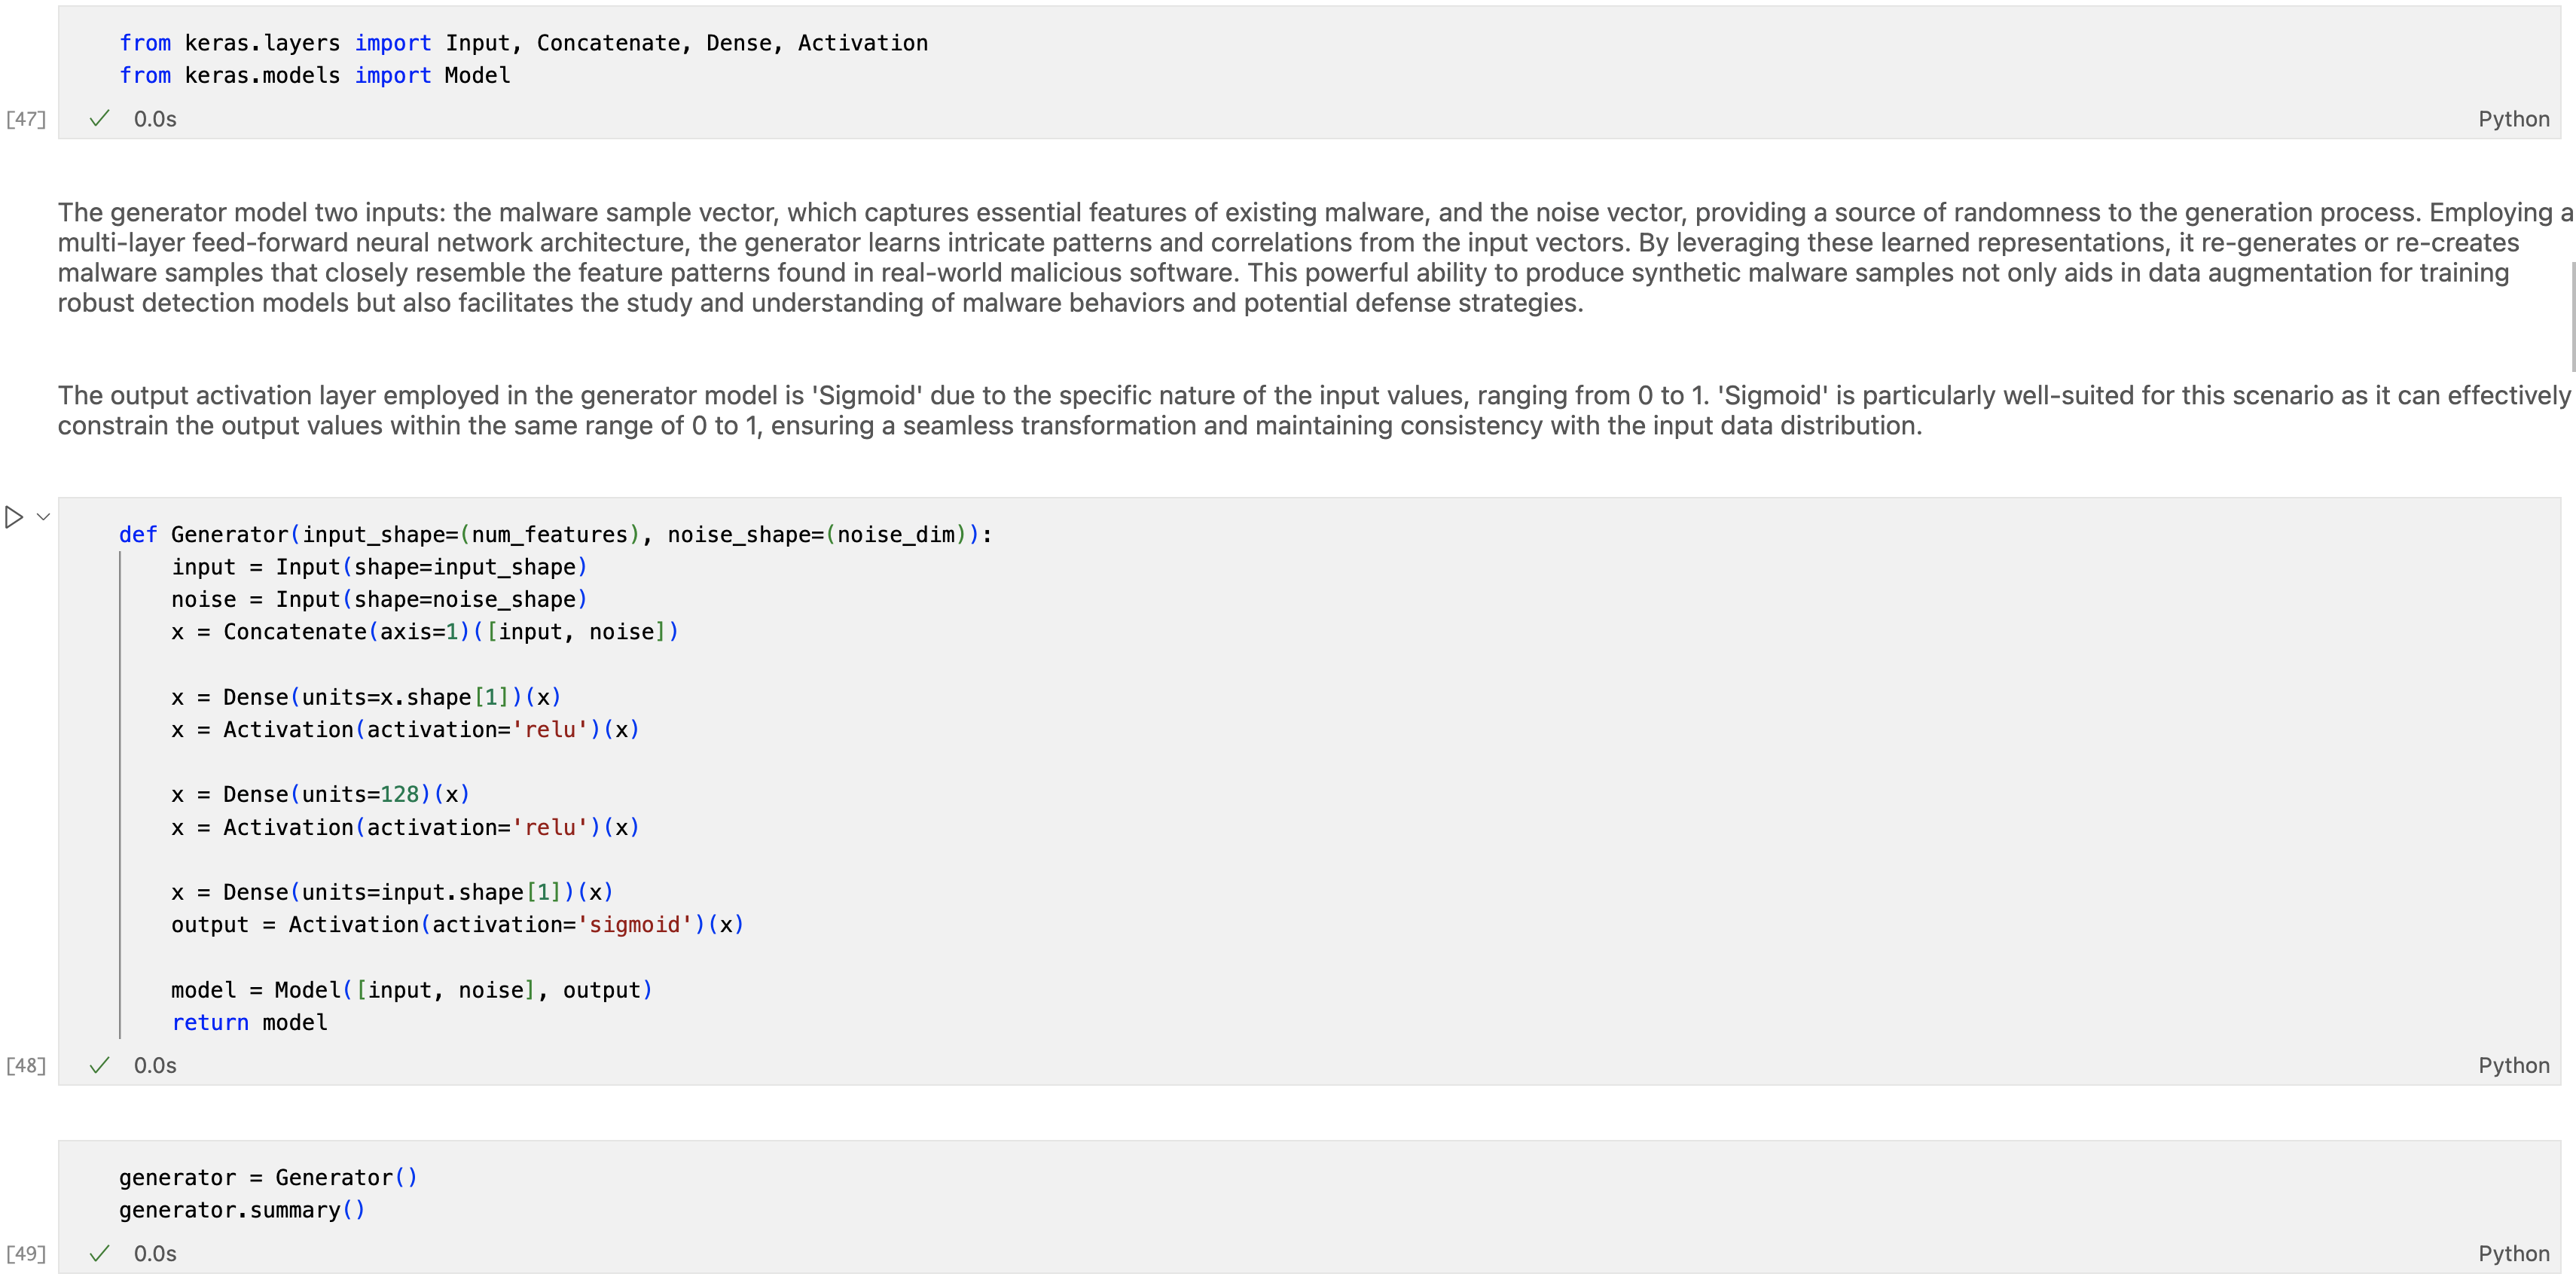 from keras.layers import Input, Concatenate, Dense, Activation
from keras.models import Model
[47]
0.0s
Python
The generator model two inputs: the malware sample vector, which captures essential features of existing malware, and the noise vector, providing a source of randomness to the generation process. Employing a
multi-layer feed-forward neural network architecture, the generator learns intricate patterns and correlations from the input vectors. By leveraging these learned representations, it re-generates or re-creates
malware samples that closely resemble the feature patterns found in real-world malicious software. This powerful ability to produce synthetic malware samples not only aids in data augmentation for training
robust detection models but also facilitates the study and understanding of malware behaviors and potential defense strategies.
The output activation layer employed in the generator model is 'Sigmoid' due to the specific nature of the input values, ranging from 0 to 1. 'Sigmoid' is particularly well-suited for this scenario as it can effectively
constrain the output values within the same range of 0 to 1, ensuring a seamless transformation and maintaining consistency with the input data distribution.
def Generator(input_shape=(num_features), noise_shape=(noise_dim)):
    input = Input(shape=input_shape)
    noise = Input(shape=noise_shape)
    x = Concatenate(axis=1)([input, noise])
    x = Dense(units=x.shape[1])(x)
    x = Activation(activation='relu')(x)
    x = Dense(units=128)(x)
    x = Activation(activation='relu')(x)
    x = Dense(units=input.shape[1])(x)
    output = Activation(activation='sigmoid')(x)
    model = Model([input, noise], output)
    return model
[48]
0.0s
Python
generator = Generator()
generator.summary()
[49]
0.0s
Python